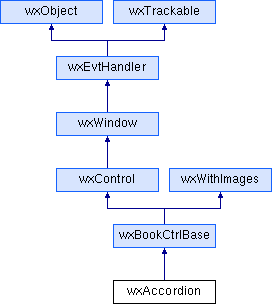 wxObject
wxTrackable
wxEvtHandler
wxWindow
wxControl
wxWithImages
wxBookCtrlBase
wxAccordion